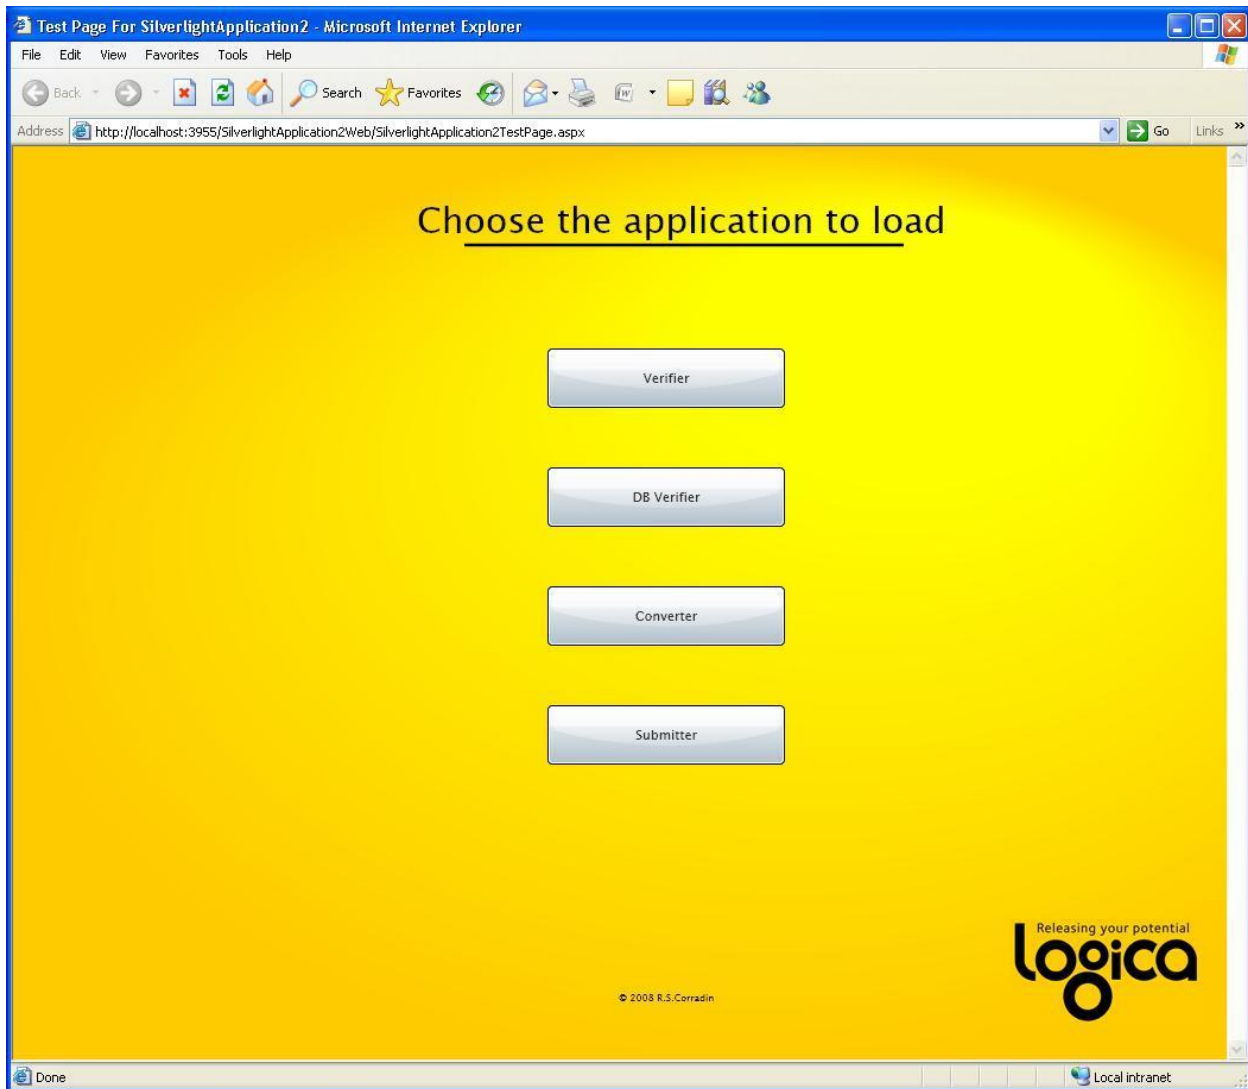 Test Page For SilverlightApplication2 - Microsoft Internet Explorer
File Edit View Favorites Tools Help
Back Search Favorites
Address http://localhost:3955/SilverlightApplication2Web/SilverlightApplication2TestPage.aspx Go Links »
Choose the application to load
Verifier
DB Verifier
Converter
Submitter
Releasing your potential
logica
© 2008 R.S.Corradin
Done Local intranet